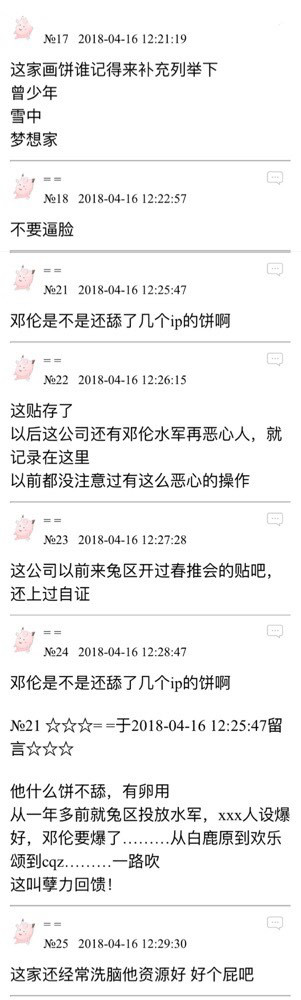 №17 2018-04-16 12:21:19
这家画饼谁记得来补充列举下
曾少年
雪中
梦想家
= =
№18 2018-04-16 12:22:57
不要逼脸
= =
№21 2018-04-16 12:25:47
邓伦是不是还舔了几个ip的饼啊
= =
№22 2018-04-16 12:26:15
这贴存了
以后这公司还有邓伦水军再恶心人，就
记录在这里
以前都没注意过有这么恶心的操作
= =
№23 2018-04-16 12:27:28
这公司以前来兔区开过春推会的贴吧，
还上过自证
= =
№24 2018-04-16 12:28:47
邓伦是不是还舔了几个ip的饼啊
№21 ☆☆☆= =于2018-04-16 12:25:47留
言☆☆☆
他什么饼不舔，有卵用
从一年多前就兔区投放水军，xxx人设爆
好，邓伦要爆了………从白鹿原到欢乐
颂到cqz………一路吹
这叫孽力回馈！
= =
№25 2018-04-16 12:29:30
这家还经常洗脑他资源好 好个屁吧